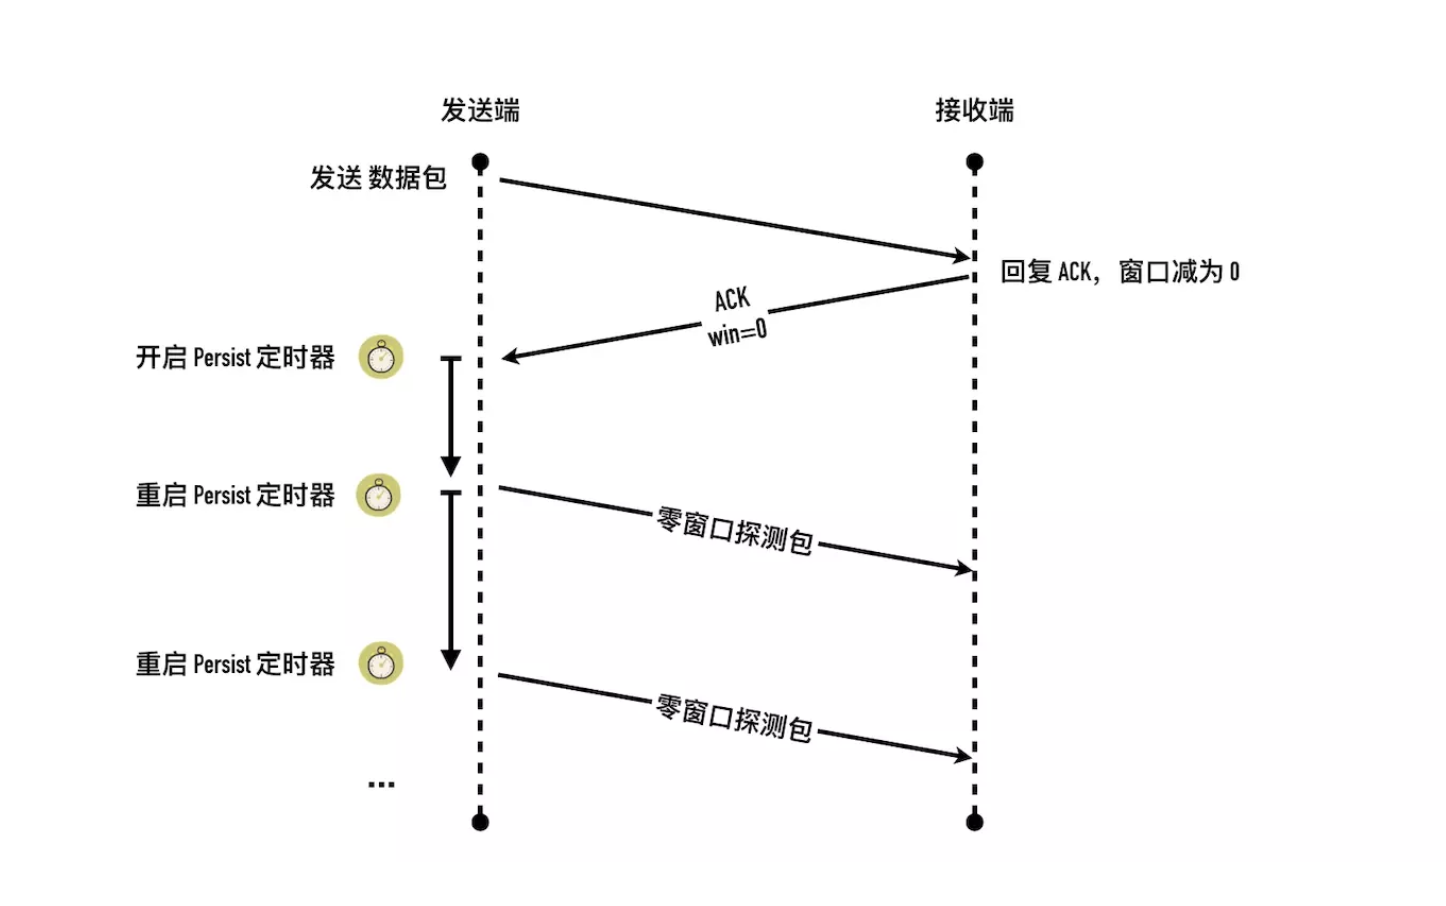 发送端
接收端
发送 数据包
回复 ACK，窗口减为 0
ACK
win=0
开启 Persist 定时器
重启 Persist 定时器
零窗口探测包
重启 Persist 定时器
零窗口探测包
...